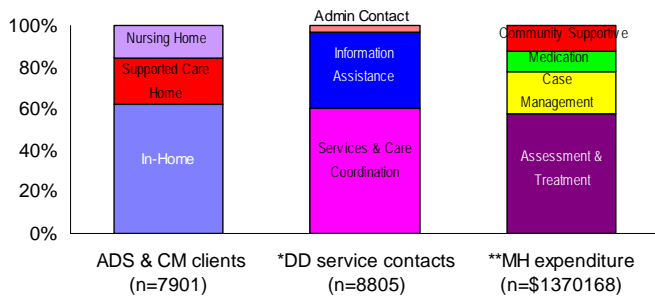 100%
80%
60%
40%
20%
0%
Nursing Home
Supported Care
Home
In-Home
Admin Contact
Information
Assistance
Services & Care
Coordination
Community Supportive
Medication
Case
Management
Assessment &
Treatment
ADS & CM clients
(n=7901)
*DD service contacts
(n=8805)
**MH expenditure
(n=$1370168)